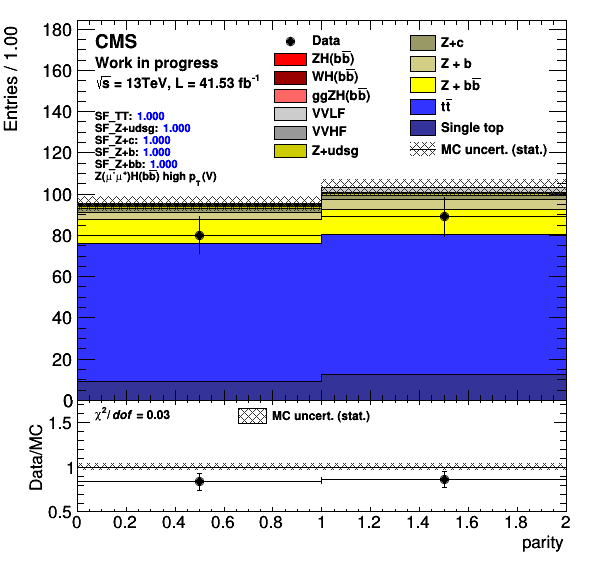 Entries / 1.00
180
160
140
120
100
80
60
40
20
0
CMS
Work in progress
√s = 13TeV, L = 41.53 fb⁻¹
SF_TT: 1.000
SF_Z+udsg: 1.000
SF_Z+c: 1.000
SF_Z+b: 1.000
SF_Z+bb: 1.000
Z(μ⁻μ⁺)H(bb̅) high p_T(V)
Data
ZH(bb̅)
WH(bb̅)
ggZH(bb̅)
VVLF
VVHF
Z+udsg
Z+c
Z + b
Z + bb̅
tt̅
Single top
MC uncert. (stat.)
Data/MC
1.5
1
0.5
χ²/dof = 0.03
MC uncert. (stat.)
0 0.2 0.4 0.6 0.8 1 1.2 1.4 1.6 1.8 2
parity